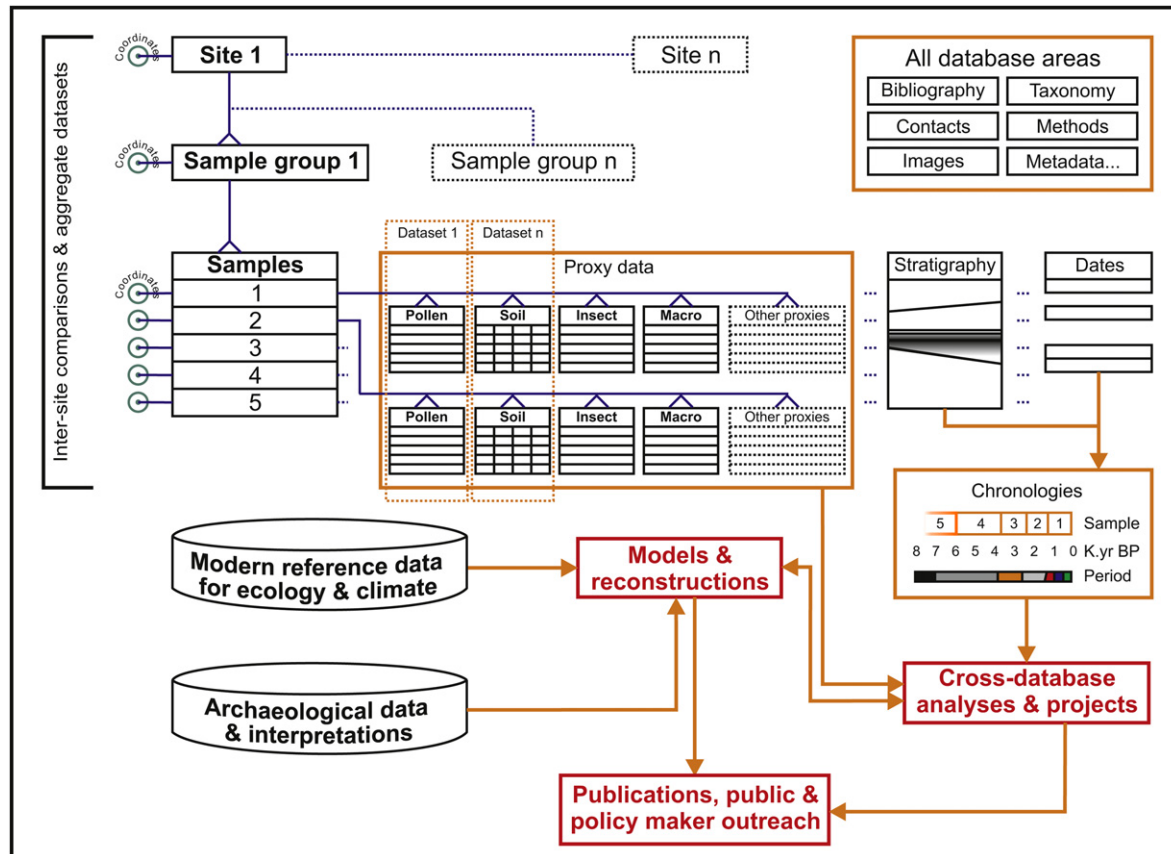 Inter-site comparisons & aggregate datasets
Coordinates
Site 1
Site n
All database areas
Bibliography
Taxonomy
Contacts
Methods
Images
Metadata...
Coordinates
Sample group 1
Sample group n
Dataset 1
Dataset n
Samples
Coordinates
1
2
3
4
5
Proxy data
Pollen
Soil
Insect
Macro
Other proxies
Pollen
Soil
Insect
Macro
Other proxies
...
Stratigraphy
...
Dates
...
...
...
...
...
...
...
...
Chronologies
5 4 3 2 1 Sample
8 7 6 5 4 3 2 1 0 K.yr BP
Period
Modern reference data
for ecology & climate
Models &
reconstructions
Archaeological data
& interpretations
Cross-database
analyses & projects
Publications, public &
policy maker outreach